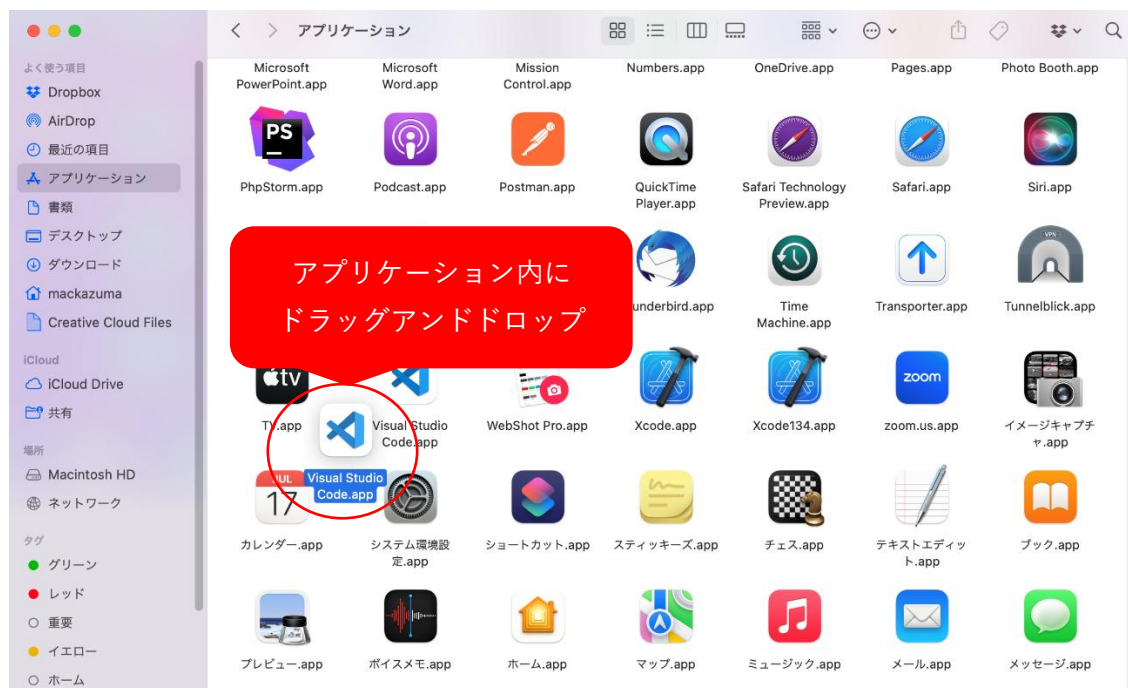 アプリケーション
よく使う項目
Dropbox
AirDrop
最近の項目
アプリケーション
書類
デスクトップ
ダウンロード
mackazuma
Creative Cloud Files
iCloud
iCloud Drive
共有
場所
Macintosh HD
ネットワーク
タグ
グリーン
レッド
重要
イエロー
ホーム
Microsoft
PowerPoint.app
Microsoft
Word.app
Mission
Control.app
Numbers.app
OneDrive.app
Pages.app
Photo Booth.app
PS
PhpStorm.app
Podcast.app
Postman.app
QuickTime
Player.app
Safari Technology
Preview.app
Safari.app
Siri.app
アプリケーション内に
ドラッグアンドドロップ
underbird.app
Time
Machine.app
Transporter.app
VPN
Tunnelblick.app
tv
TV.app
Visual Studio
Code.app
WebShot Pro.app
Xcode.app
Xcode134.app
zoom
zoom.us.app
イメージキャプチ
ャ.app
Visual Studio
Code.app
JUL
17
カレンダー.app
システム環境設
定.app
ショートカット.app
スティッキーズ.app
チェス.app
テキストエディッ
ト.app
ブック.app
プレビュー.app
ボイスメモ.app
ホーム.app
マップ.app
ミュージック.app
メール.app
メッセージ.app